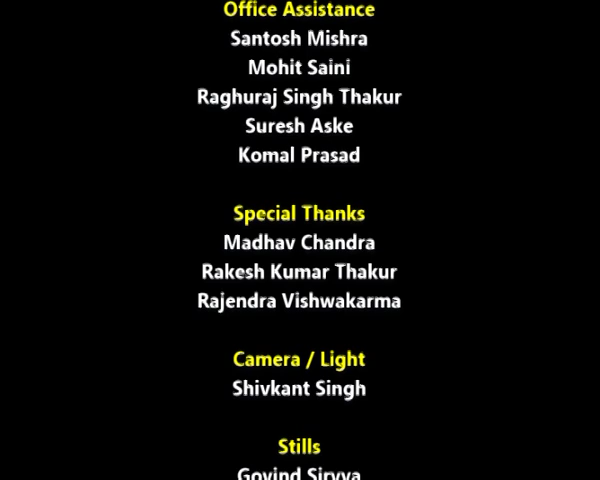 Office Assistance
Santosh Mishra
Mohit Saini
Raghuraj Singh Thakur
Suresh Aske
Komal Prasad
Special Thanks
Madhav Chandra
Rakesh Kumar Thakur
Rajendra Vishwakarma
Camera / Light
Shivkant Singh
Stills
Govind